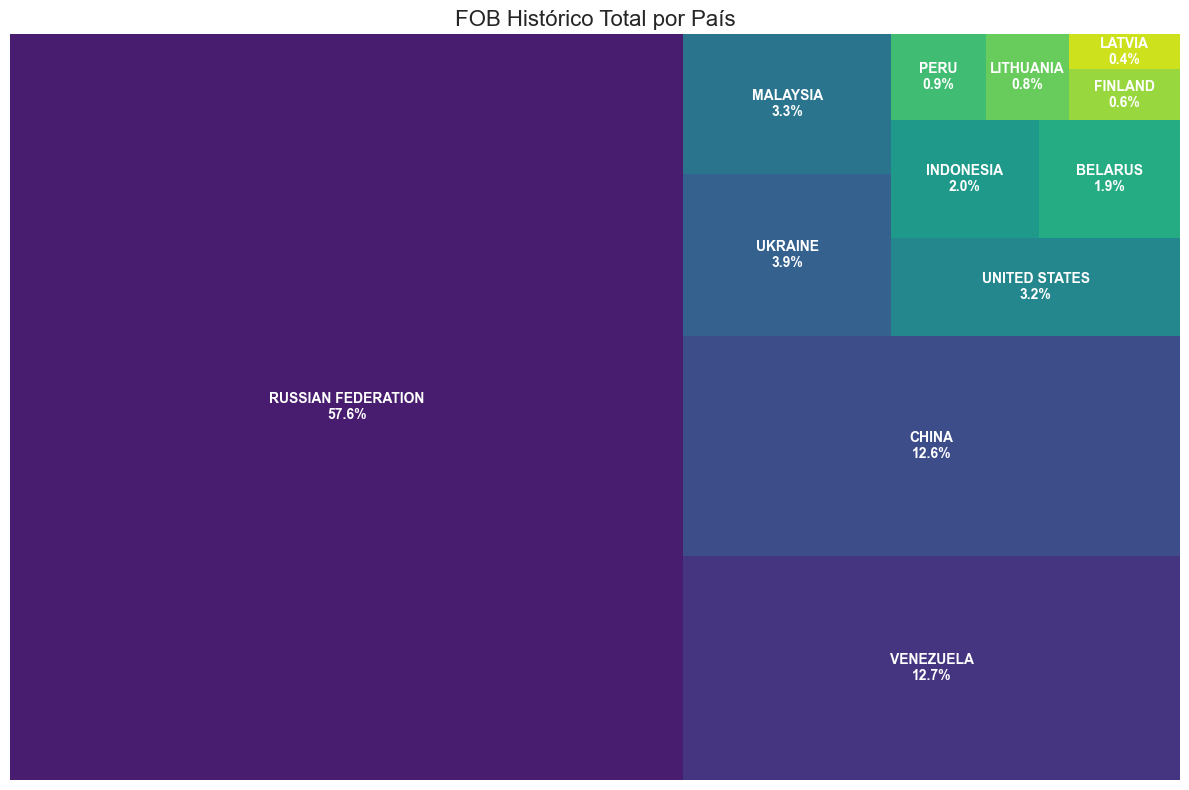 FOB Histórico Total por País
RUSSIAN FEDERATION
57.6%
MALAYSIA
3.3%
UKRAINE
3.9%
PERU
0.9%
LITHUANIA
0.8%
LATVIA
0.4%
FINLAND
0.6%
INDONESIA
2.0%
BELARUS
1.9%
UNITED STATES
3.2%
CHINA
12.6%
VENEZUELA
12.7%